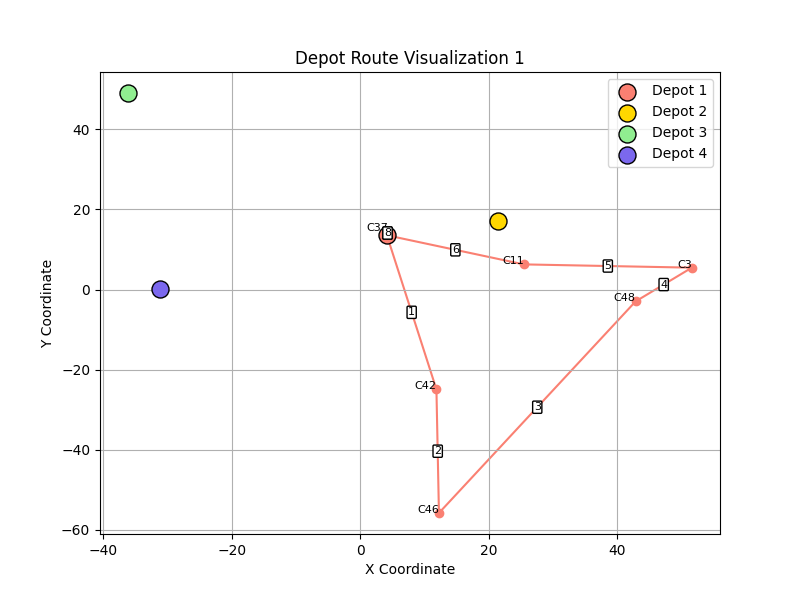 Depot Route Visualization 1
Depot 1
Depot 2
Depot 3
Depot 4
Y Coordinate
40
20
0
−20
−40
−60
C37
8
6
C11
5
C3
4
C48
1
C42
3
2
C46
−40
−20
0
20
40
X Coordinate